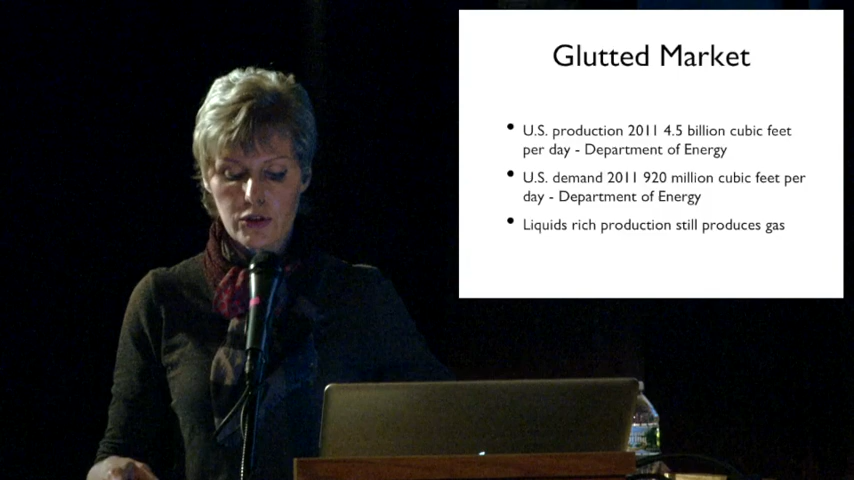 Glutted Market
• U.S. production 2011 4.5 billion cubic feet
per day - Department of Energy
• U.S. demand 2011 920 million cubic feet per
day - Department of Energy
• Liquids rich production still produces gas